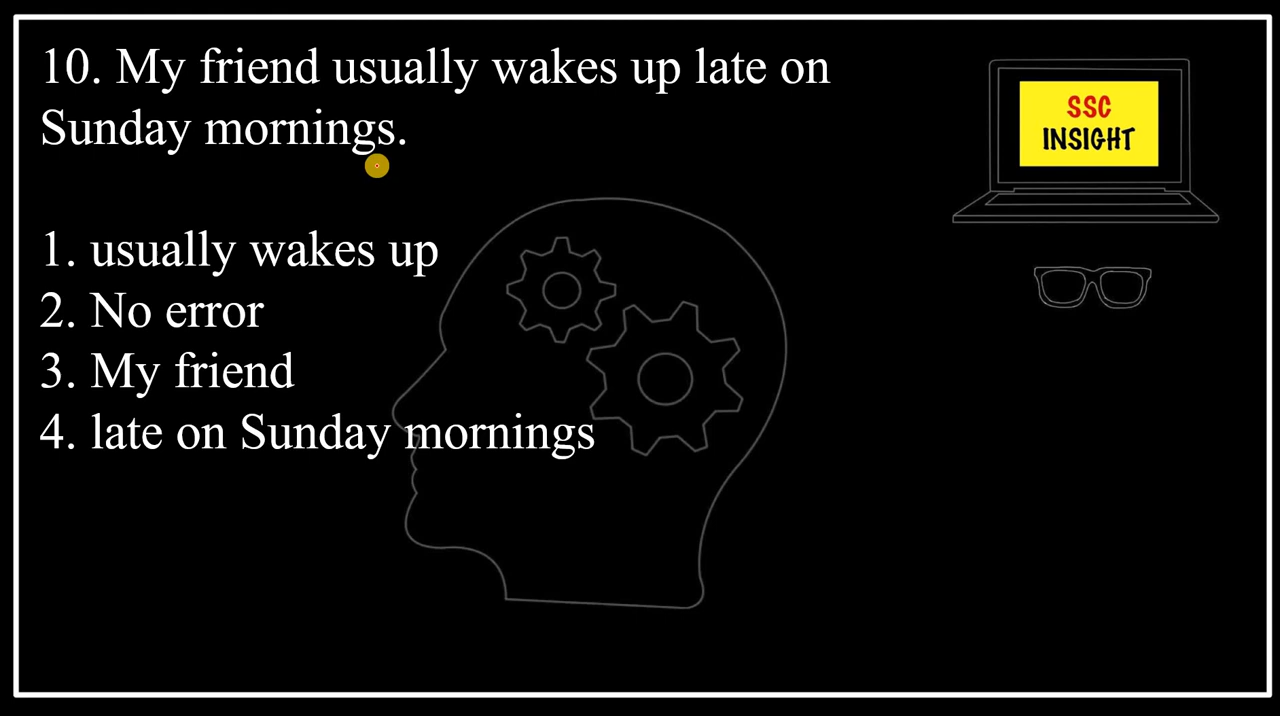 10. My friend usually wakes up late on
Sunday mornings.
SSC
INSIGHT
1. usually wakes up
2. No error
3. My friend
4. late on Sunday mornings